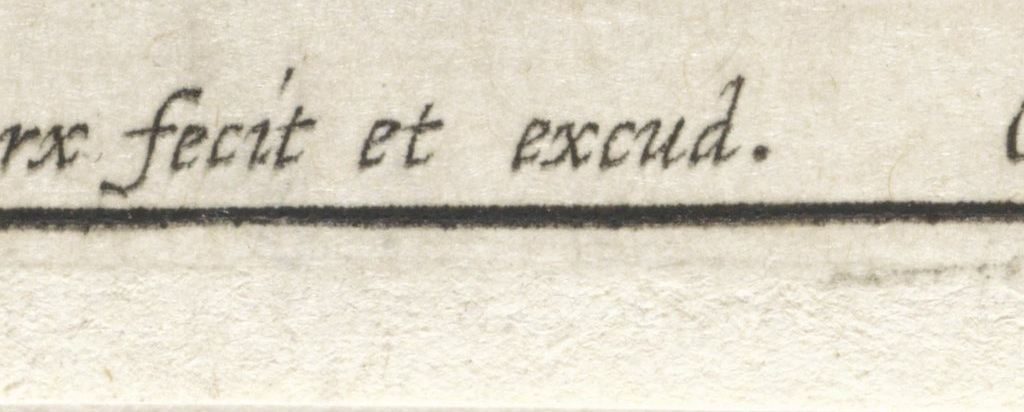 rx fecit et excud.